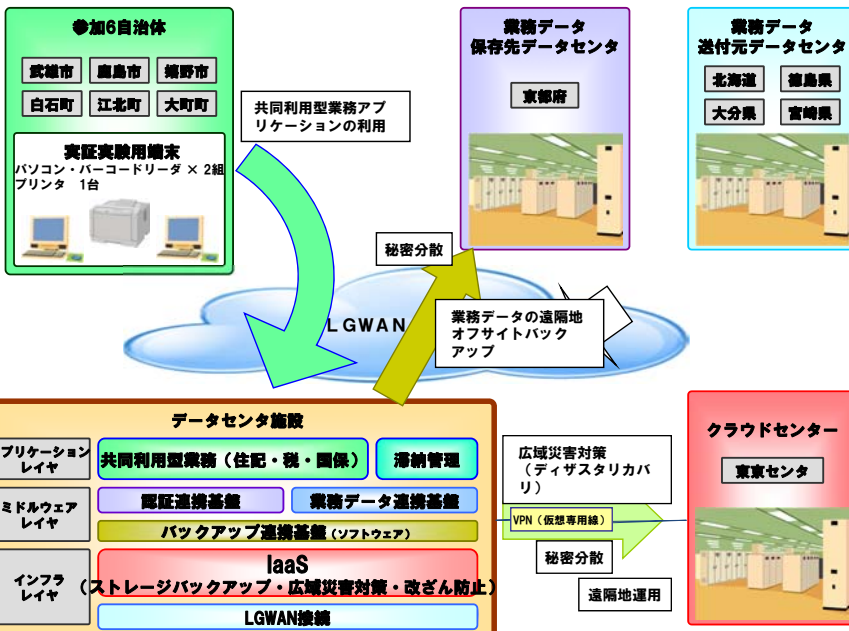 参加6自治体
武雄市 鹿島市 嬉野市
白石町 江北町 大町町
実証実験用端末
パソコン・バーコードリーダ × 2組
プリンタ 1台
共同利用型業務アプ
リケーションの利用
業務データ
保存先データセンタ
京都府
業務データ
送付元データセンタ
北海道 徳島県
大分県 宮崎県
秘密分散
LGWAN
業務データの遠隔地
オフサイトバック
アップ
データセンタ施設
プリケーション
レイヤ
共同利用型業務（住記・税・国保）
滞納管理
ミドルウェア
レイヤ
認証連携基盤
業務データ連携基盤
バックアップ連携基盤（ソフトウェア）
インフラ
レイヤ
IaaS
（ストレージバックアップ・広域災害対策・改ざん防止）
LGWAN接続
広域災害対策
（ディザスタリカバ
リ）
VPN（仮想専用線）
秘密分散
遠隔地運用
クラウドセンター
センタ